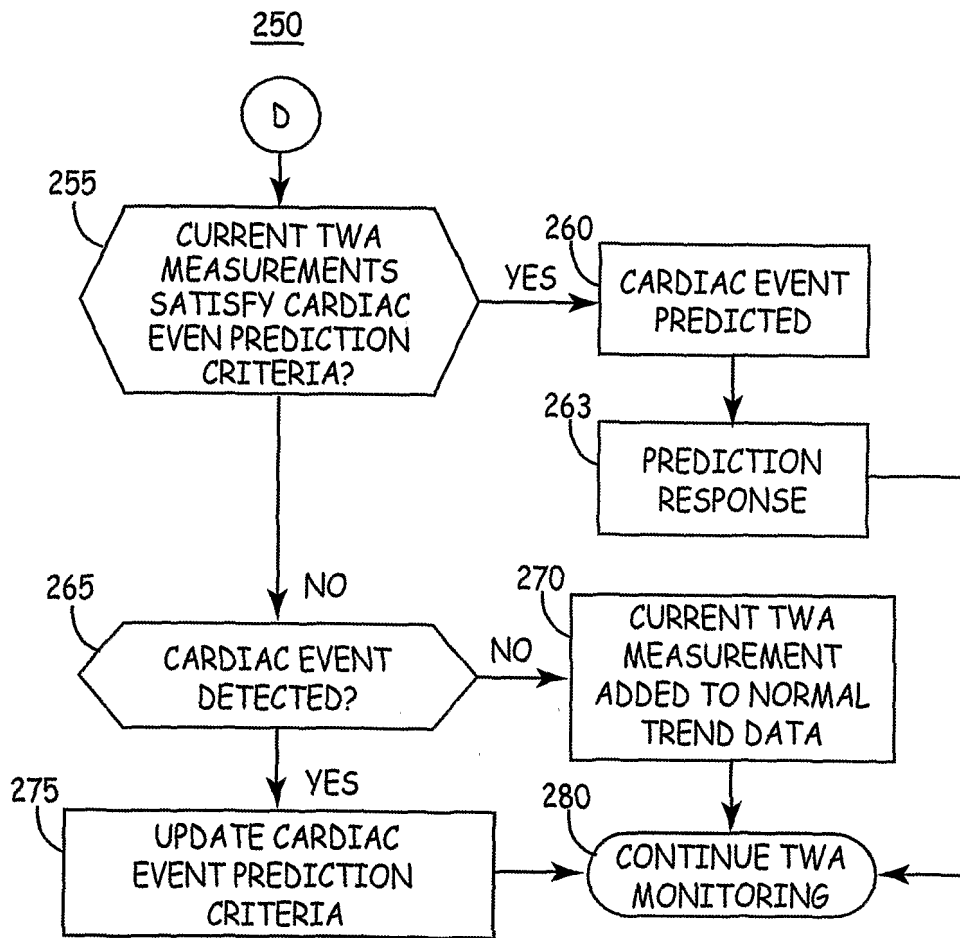 250
D
255
CURRENT TWA
MEASUREMENTS
SATISFY CARDIAC
EVEN PREDICTION
CRITERIA?
YES
260
CARDIAC EVENT
PREDICTED
263
PREDICTION
RESPONSE
NO
265
CARDIAC EVENT
DETECTED?
NO
270
CURRENT TWA
MEASUREMENT
ADDED TO NORMAL
TREND DATA
YES
275
UPDATE CARDIAC
EVENT PREDICTION
CRITERIA
280
CONTINUE TWA
MONITORING